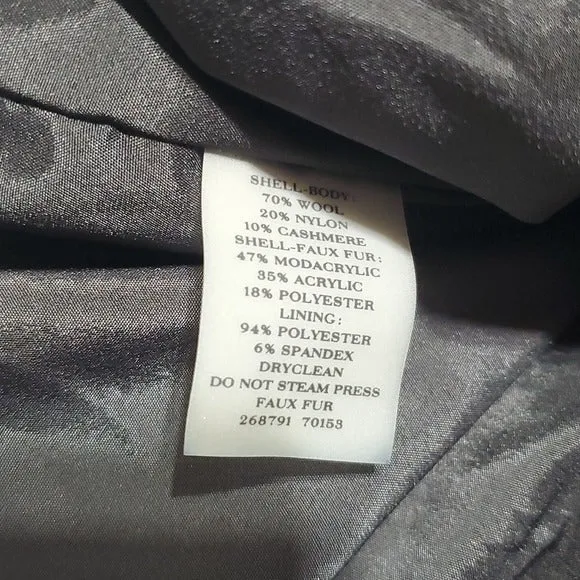 SHELL-BODY:
70% WOOL
20% NYLON
10% CASHMERE
SHELL-FAUX FUR:
47% MODACRYLIC
35% ACRYLIC
18% POLYESTER
LINING:
94% POLYESTER
6% SPANDEX
DRYCLEAN
DO NOT STEAM PRESS
FAUX FUR
268791 70153